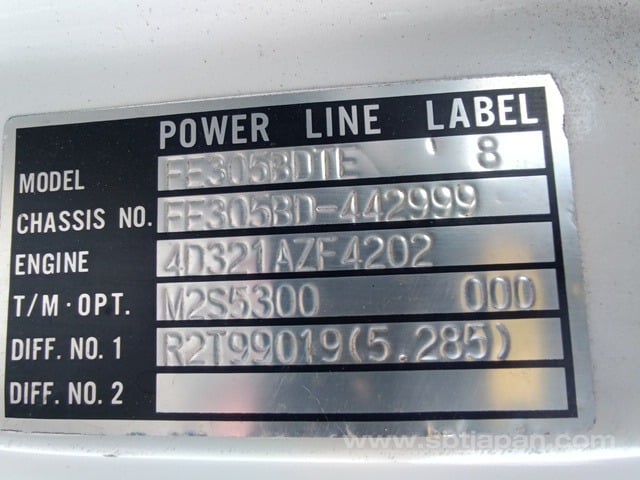 POWER LINE LABEL
MODEL FE305BDTE 8
CHASSIS NO. FE305BD-442999
ENGINE 4D321AZF4202
T/M·OPT. M2S5300 000
DIFF. NO. 1 R2T99019(5.285)
DIFF. NO. 2
www.sbtjapan.com